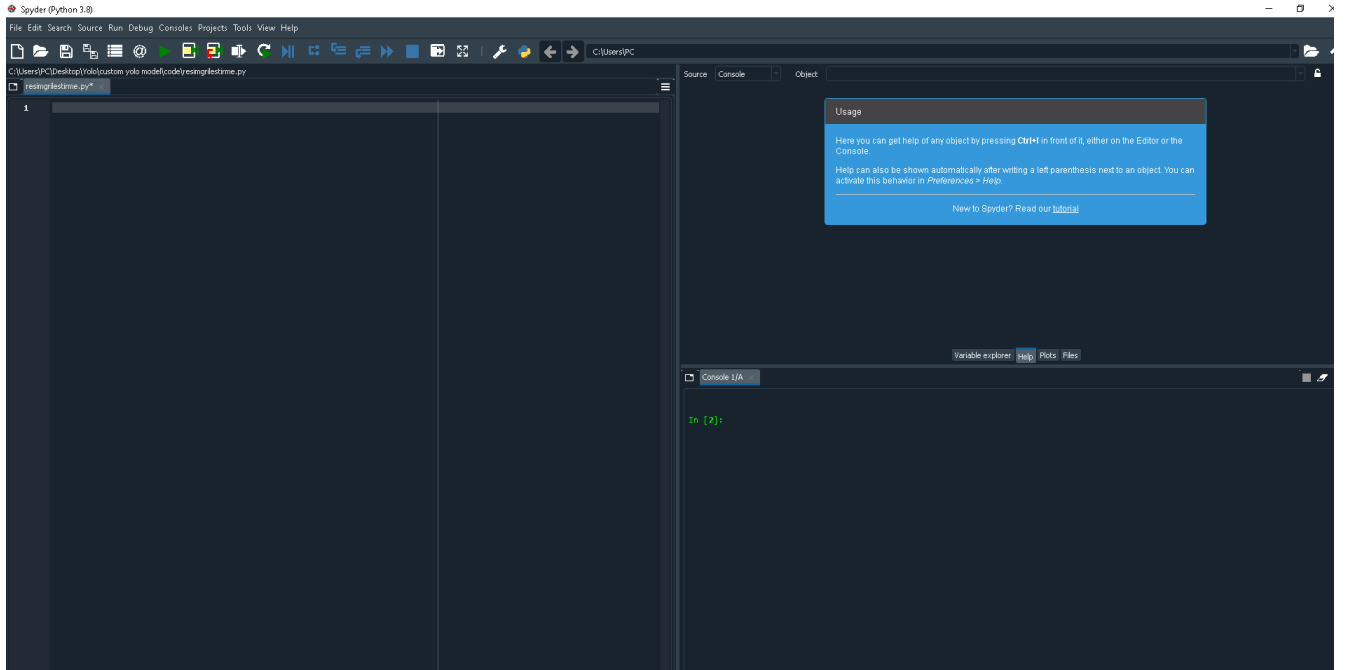 Spyder (Python 3.8)
File Edit Search Source Run Debug Consoles Projects Tools View Help
C:\Users\PC
C:\Users\PC\Desktop\Yolo\custom yolo model\code\resimgrilestirme.py
resimgrilestirme.py*
1
Source Console Object
Usage
Here you can get help of any object by pressing Ctrl+I in front of it, either on the Editor or the
Console.
Help can also be shown automatically after writing a left parenthesis next to an object. You can
activate this behavior in Preferences > Help.
New to Spyder? Read our tutorial
Variable explorer Help Plots Files
Console 1/A
In [2]: